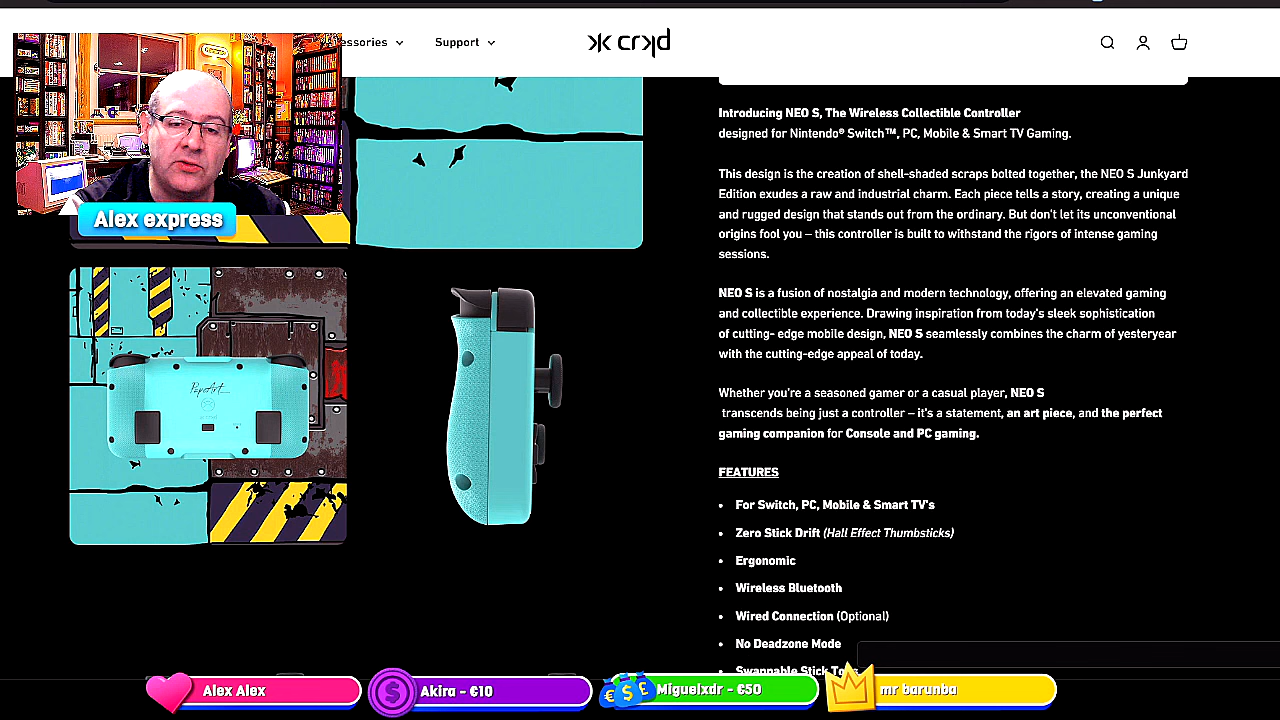 essories
Support
crkd
Alex express
PopeArt
crkd
Introducing NEO S, The Wireless Collectible Controller
designed for Nintendo® Switch™, PC, Mobile & Smart TV Gaming.
This design is the creation of shell-shaded scraps bolted together, the NEO S Junkyard
Edition exudes a raw and industrial charm. Each piece tells a story, creating a unique
and rugged design that stands out from the ordinary. But don't let its unconventional
origins fool you – this controller is built to withstand the rigors of intense gaming
sessions.
NEO S is a fusion of nostalgia and modern technology, offering an elevated gaming
and collectible experience. Drawing inspiration from today's sleek sophistication
of cutting- edge mobile design, NEO S seamlessly combines the charm of yesteryear
with the cutting-edge appeal of today.
Whether you're a seasoned gamer or a casual player, NEO S
transcends being just a controller – it's a statement, an art piece, and the perfect
gaming companion for Console and PC gaming.
FEATURES
• For Switch, PC, Mobile & Smart TV's
• Zero Stick Drift (Hall Effect Thumbsticks)
• Ergonomic
• Wireless Bluetooth
• Wired Connection (Optional)
• No Deadzone Mode
• Swappable Stick To
Alex Alex
Akira - €10
Miguelxdr - €50
mr barunba